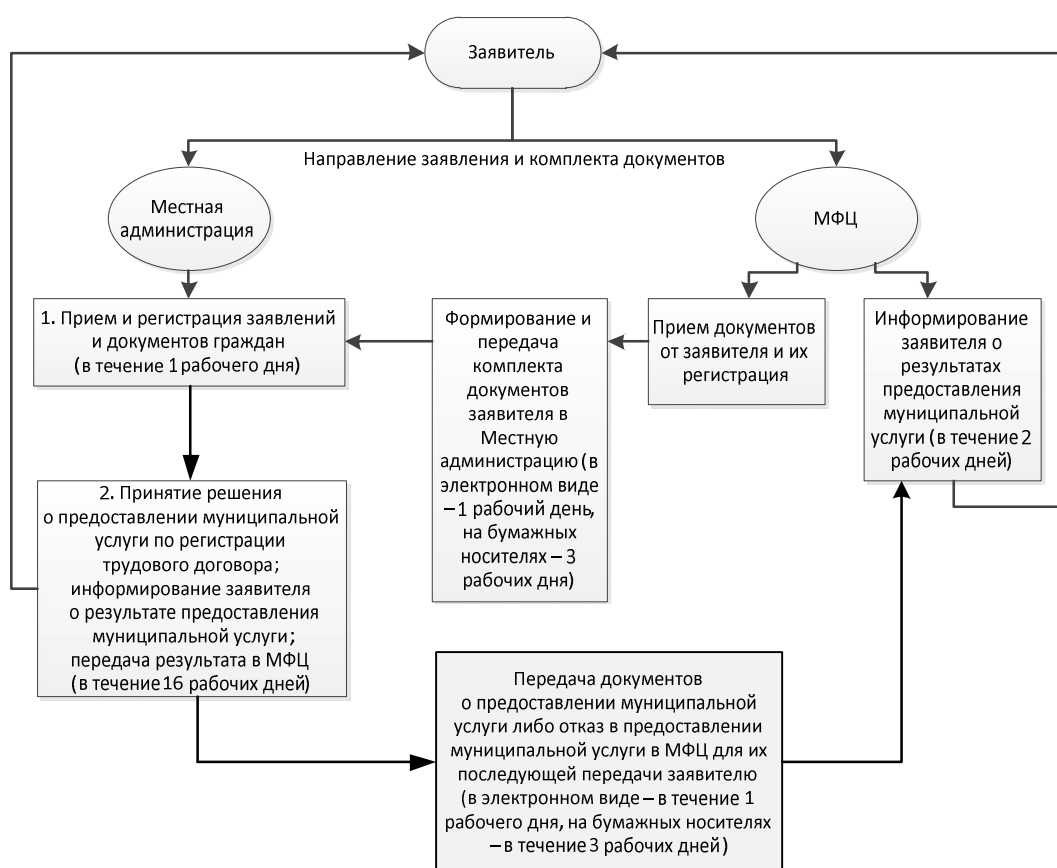 Заявитель
Направление заявления и комплекта документов
Местная
администрация
МФЦ
1. Прием и регистрация заявлений
и документов граждан
(в течение 1 рабочего дня)
Формирование и
передача
комплекта
документов
заявителя в
Местную
администрацию (в
электронном виде
– 1 рабочий день,
на бумажных
носителях – 3
рабочих дня)
Прием документов
от заявителя и их
регистрация
Информирование
заявителя о
результатах
предоставления
муниципальной
услуги (в течение 2
рабочих дней)
2. Принятие решения
о предоставлении муниципальной
услуги по регистрации
трудового договора;
информирование заявителя
о результате предоставления
муниципальной услуги;
передача результата в МФЦ
(в течение 16 рабочих дней)
Передача документов
о предоставлении муниципальной
услуги либо отказ в предоставлении
муниципальной услуги в МФЦ для их
последующей передачи заявителю
(в электронном виде – в течение 1
рабочего дня, на бумажных носителях
– в течение 3 рабочих дней)